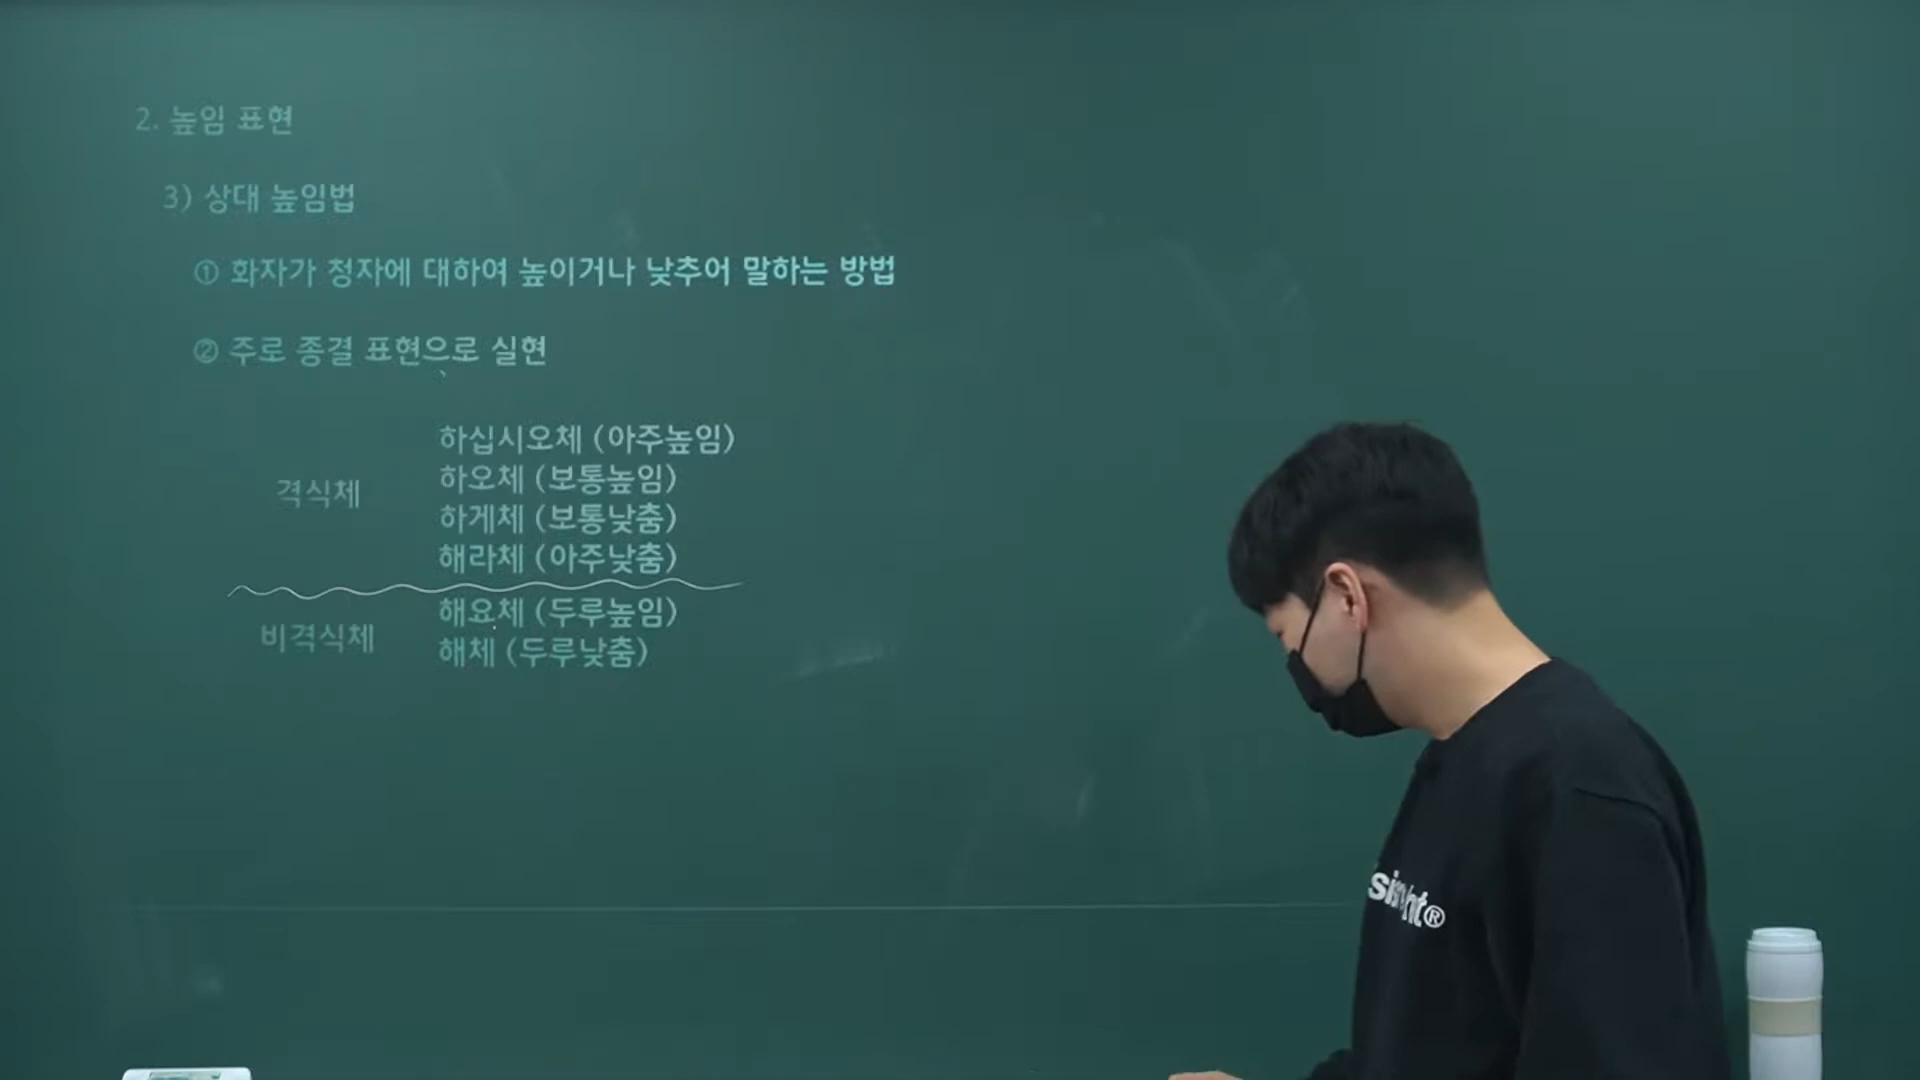 2. 높임 표현
3) 상대 높임법
① 화자가 청자에 대하여 높이거나 낮추어 말하는 방법
② 주로 종결 표현으로 실현
격식체
하십시오체 (아주높임)
하오체 (보통높임)
하게체 (보통낮춤)
해라체 (아주낮춤)
비격식체
해요체 (두루높임)
해체 (두루낮춤)